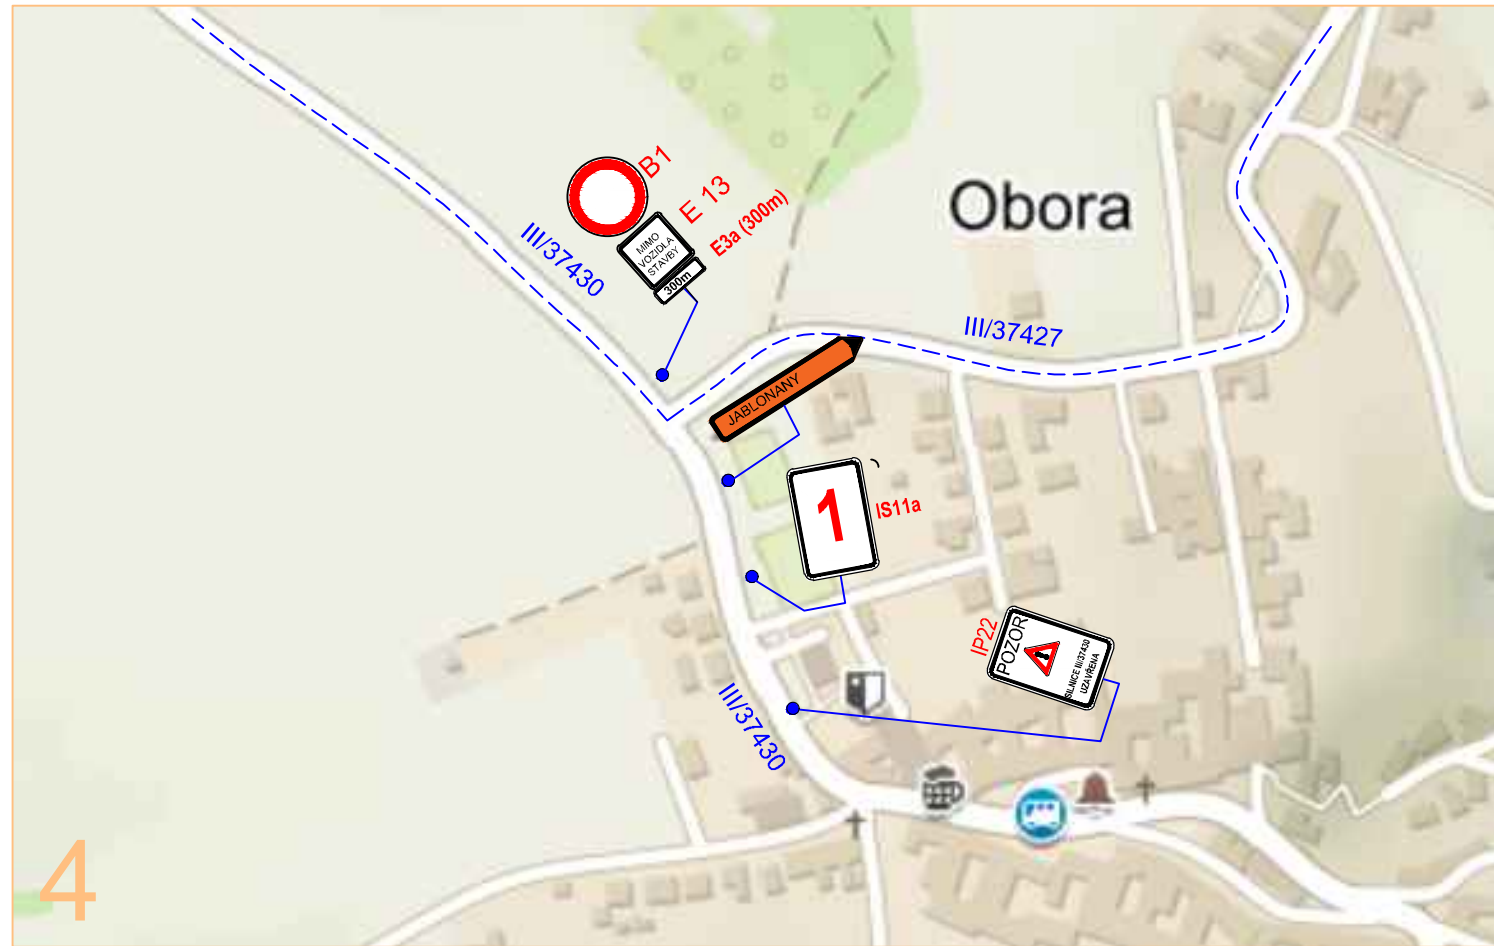 B1
E 13
E3a (300m)
MIMO
VOZIDLA
STAVBY
300m
III/37430
Obora
III/37427
JABLONANY
1
IS11a
IP22
POZOR
SILNICE III/37430
UZAVŘENA
III/37430
4